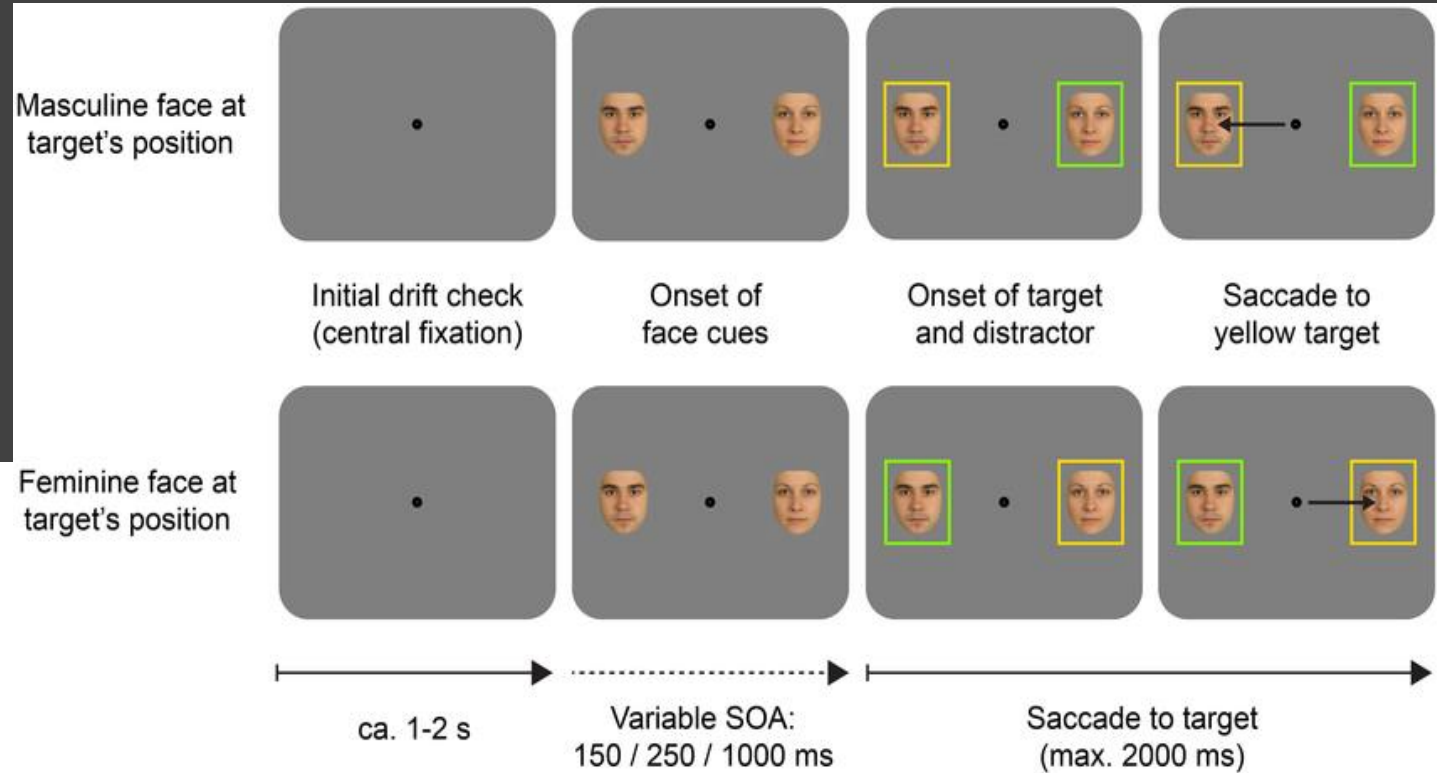 Masculine face at
target's position
Initial drift check
(central fixation)
Onset of
face cues
Onset of target
and distractor
Saccade to
yellow target
Feminine face at
target's position
ca. 1-2 s
Variable SOA:
150 / 250 / 1000 ms
Saccade to target
(max. 2000 ms)